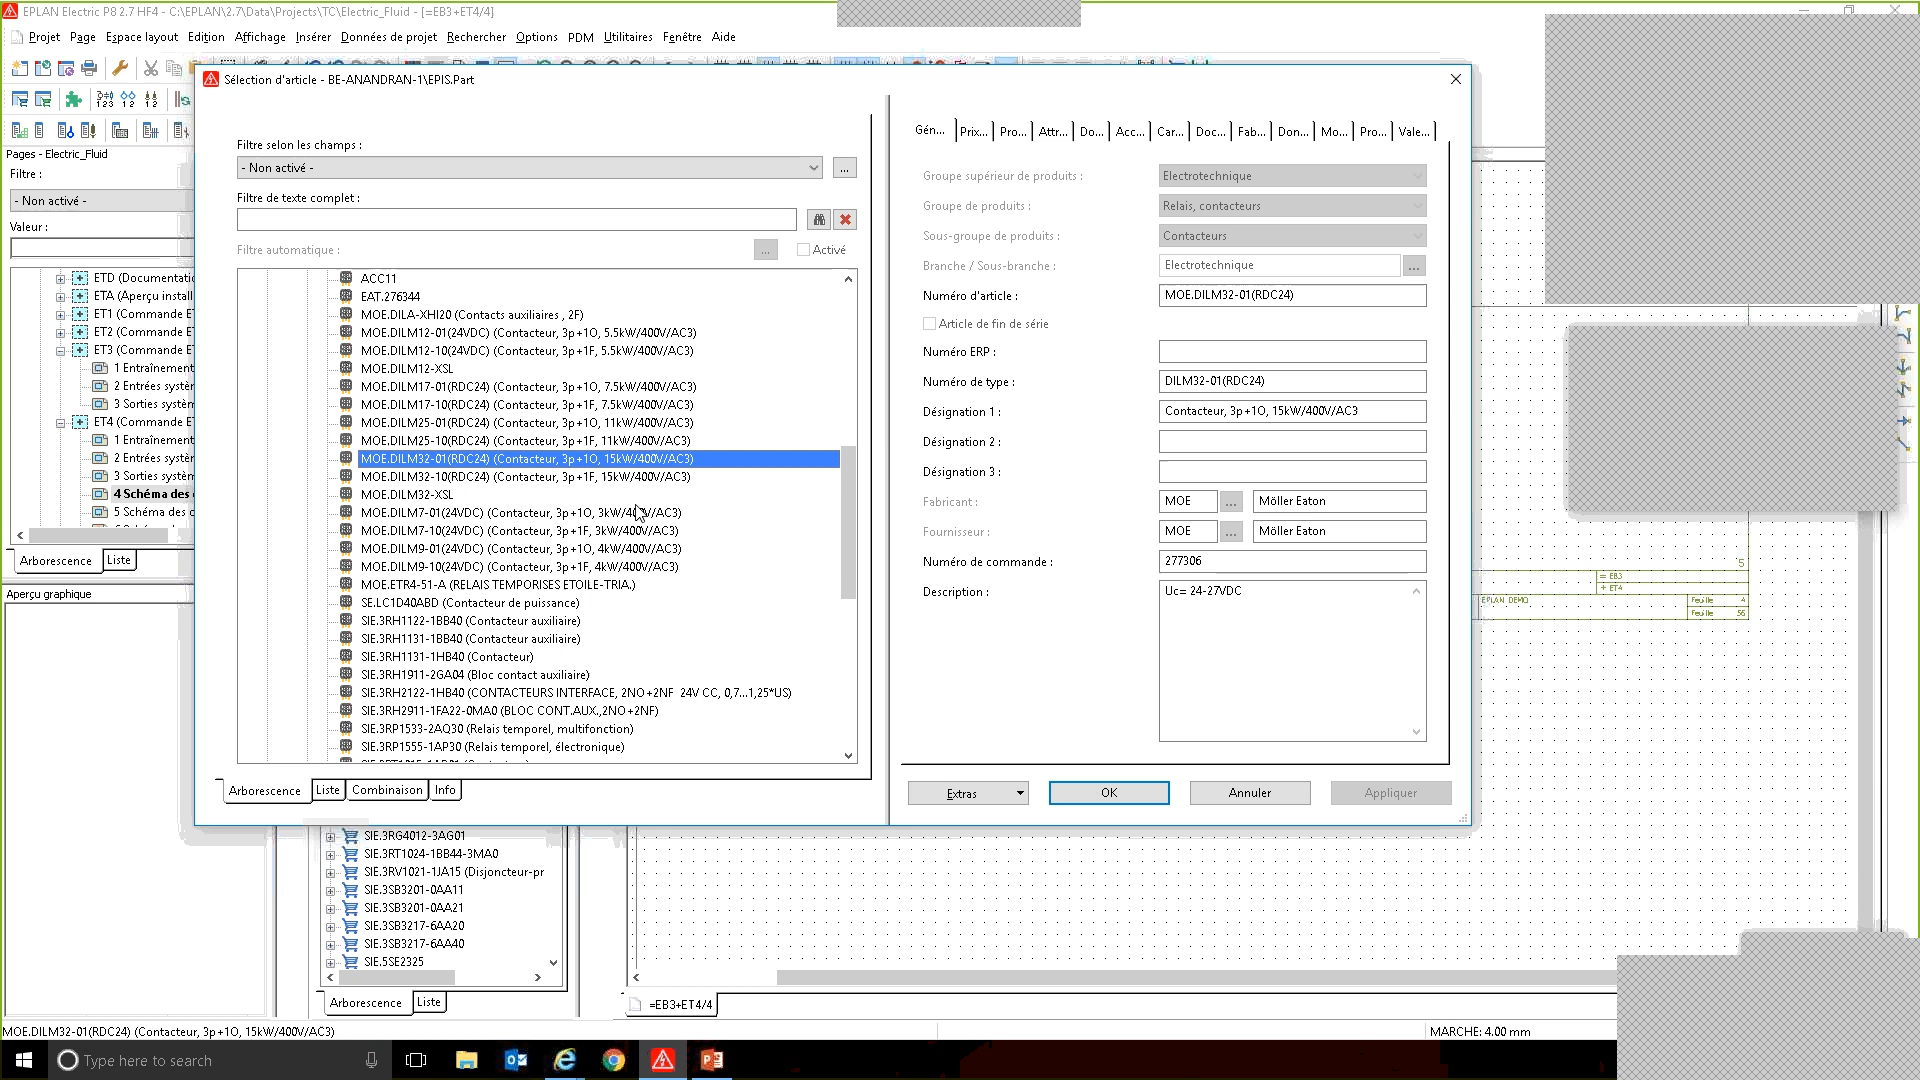 EPLAN Electric P8 2.7 HF4 - C:\EPLAN\2.7\Data\Projects\TC\Electric_Fluid - [=EB3+ET4/4]
Projet Page Espace layout Edition Affichage Insérer Données de projet Rechercher Options PDM Utilitaires Fenêtre Aide
Pages - Electric_Fluid
Filtre :
- Non activé -
Valeur :
ETD (Documentatic
ETA (Aperçu install
ET1 (Commande E
ET2 (Commande E
ET3 (Commande E
1 Entraînement
2 Entrées systèr
3 Sorties systèn
ET4 (Commande E
1 Entraînement
2 Entrées systèr
3 Sorties systèn
4 Schéma des
5 Schéma des
Arborescence Liste
Aperçu graphique
Sélection d'article - BE-ANANDRAN-1\EPIS.Part
Filtre selon les champs :
- Non activé -
...
Filtre de texte complet :
Filtre automatique :
...
Activé
ACC11
EAT.276344
MOE.DILA-XHI20 (Contacts auxiliaires , 2F)
MOE.DILM12-01(24VDC) (Contacteur, 3p+1O, 5.5kW/400V/AC3)
MOE.DILM12-10(24VDC) (Contacteur, 3p+1F, 5.5kW/400V/AC3)
MOE.DILM12-XSL
MOE.DILM17-01(RDC24) (Contacteur, 3p+1O, 7.5kW/400V/AC3)
MOE.DILM17-10(RDC24) (Contacteur, 3p+1F, 7.5kW/400V/AC3)
MOE.DILM25-01(RDC24) (Contacteur, 3p+1O, 11kW/400V/AC3)
MOE.DILM25-10(RDC24) (Contacteur, 3p+1F, 11kW/400V/AC3)
MOE.DILM32-01(RDC24) (Contacteur, 3p+1O, 15kW/400V/AC3)
MOE.DILM32-10(RDC24) (Contacteur, 3p+1F, 15kW/400V/AC3)
MOE.DILM32-XSL
MOE.DILM7-01(24VDC) (Contacteur, 3p+1O, 3kW/400V/AC3)
MOE.DILM7-10(24VDC) (Contacteur, 3p+1F, 3kW/400V/AC3)
MOE.DILM9-01(24VDC) (Contacteur, 3p+1O, 4kW/400V/AC3)
MOE.DILM9-10(24VDC) (Contacteur, 3p+1F, 4kW/400V/AC3)
MOE.ETR4-51-A (RELAIS TEMPORISES ETOILE-TRIA.)
SE.LC1D40ABD (Contacteur de puissance)
SIE.3RH1122-1BB40 (Contacteur auxiliaire)
SIE.3RH1131-1BB40 (Contacteur auxiliaire)
SIE.3RH1131-1HB40 (Contacteur)
SIE.3RH1911-2GA04 (Bloc contact auxiliaire)
SIE.3RH2122-1HB40 (CONTACTEURS INTERFACE, 2NO+2NF 24V CC, 0,7...1,25*US)
SIE.3RH2911-1FA22-0MA0 (BLOC CONT.AUX.,2NO+2NF)
SIE.3RP1533-2AQ30 (Relais temporel, multifonction)
SIE.3RP1555-1AP30 (Relais temporel, électronique)
Arborescence Liste Combinaison Info
Gén... Prix... Pro... Attr... Do... Acc... Car... Doc... Fab... Don... Mo... Pro... Vale...
Groupe supérieur de produits : Electrotechnique
Groupe de produits : Relais, contacteurs
Sous-groupe de produits : Contacteurs
Branche / Sous-branche : Electrotechnique ...
Numéro d'article : MOE.DILM32-01(RDC24)
Article de fin de série
Numéro ERP :
Numéro de type : DILM32-01(RDC24)
Désignation 1 : Contacteur, 3p+1O, 15kW/400V/AC3
Désignation 2 :
Désignation 3 :
Fabricant : MOE ... Möller Eaton
Fournisseur : MOE ... Möller Eaton
Numéro de commande : 277306
Description : Uc= 24-27VDC
Extras OK Annuler Appliquer
SIE.3RG4012-3AG01
SIE.3RT1024-1BB44-3MA0
SIE.3RV1021-1JA15 (Disjoncteur-pr
SIE.3SB3201-0AA11
SIE.3SB3201-0AA21
SIE.3SB3217-6AA20
SIE.3SB3217-6AA40
SIE.5SE2325
Arborescence Liste
5
= EB3
+ ET4
EPLAN DEMO
Feuille 4
Feuille 56
=EB3+ET4/4
MOE.DILM32-01(RDC24) (Contacteur, 3p+1O, 15kW/400V/AC3)
MARCHE: 4.00 mm
Type here to search